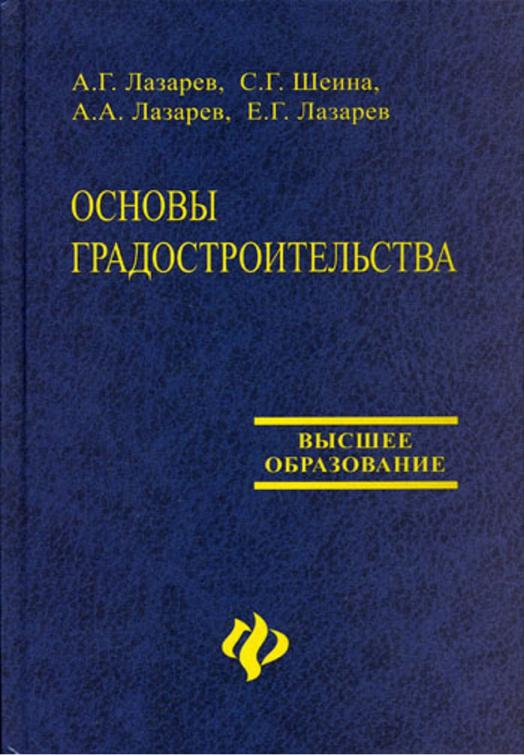 А.Г. Лазарев, С.Г. Шеина,
А.А. Лазарев, Е.Г. Лазарев
ОСНОВЫ
ГРАДОСТРОИТЕЛЬСТВА
ВЫСШЕЕ
ОБРАЗОВАНИЕ